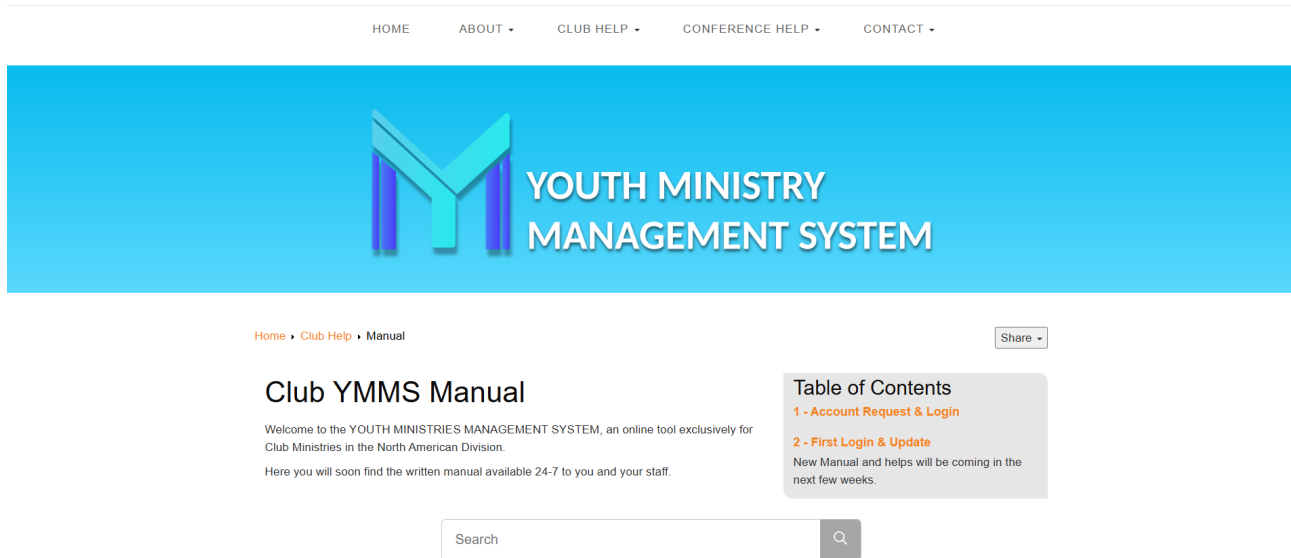 HOME ABOUT CLUB HELP CONFERENCE HELP CONTACT
YOUTH MINISTRY
MANAGEMENT SYSTEM
Home Club Help Manual
Share
Club YMMS Manual
Welcome to the YOUTH MINISTRIES MANAGEMENT SYSTEM, an online tool exclusively for
Club Ministries in the North American Division.
Here you will soon find the written manual available 24-7 to you and your staff.
Table of Contents
1 - Account Request & Login
2 - First Login & Update
New Manual and helps will be coming in the
next few weeks.
Search